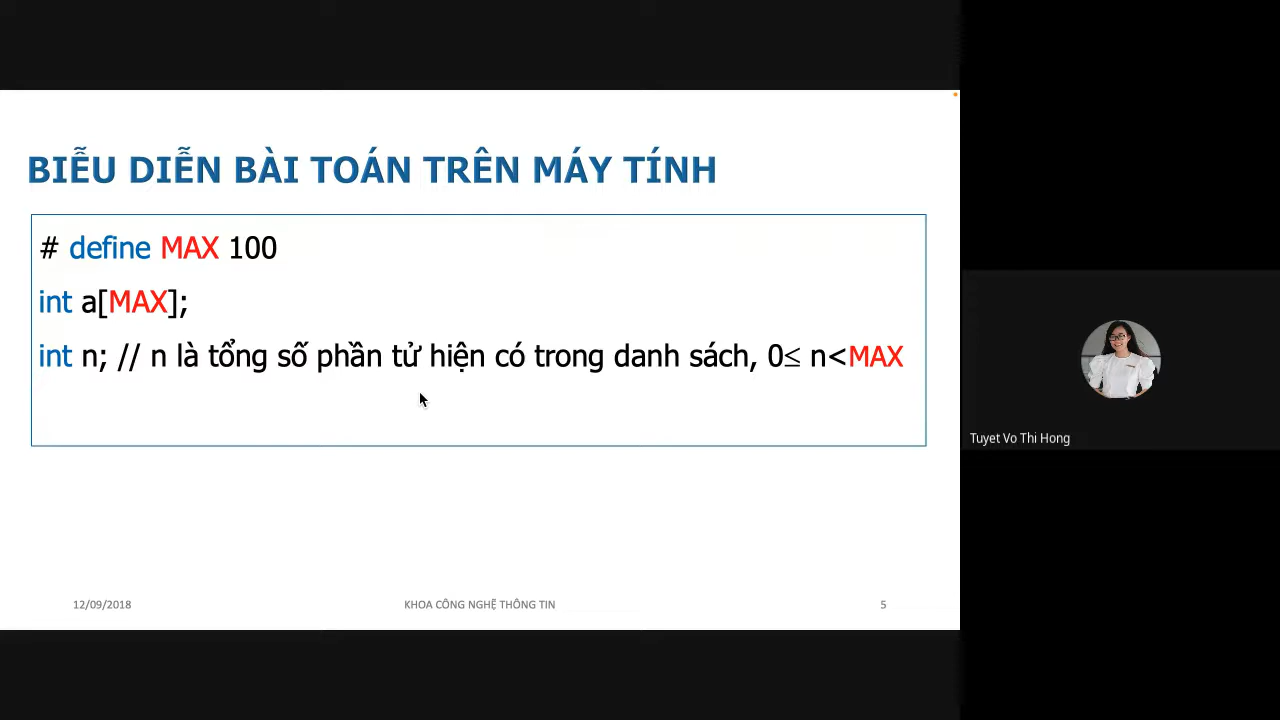 BIỄU DIỄN BÀI TOÁN TRÊN MÁY TÍNH
# define MAX 100
int a[MAX];
int n; // n là tổng số phần tử hiện có trong danh sách, 0≤ n<MAX
Tuyet Vo Thi Hong
12/09/2018
KHOA CÔNG NGHỆ THÔNG TIN
5